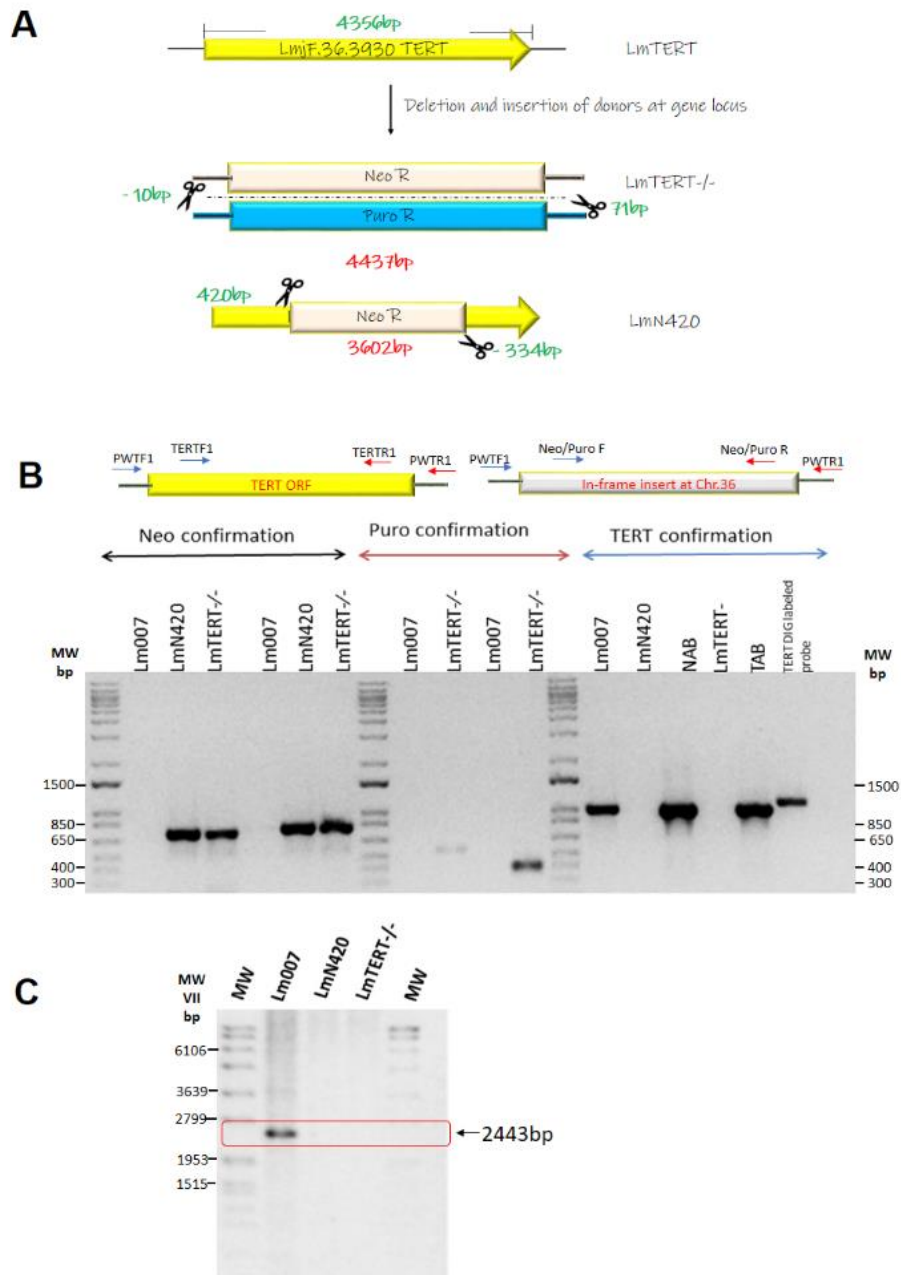 A
4356bp
LmjF.36.3930 TERT
LmTERT
Deletion and insertion of donors at gene locus
Neo R
LmTERT-/-
-10bp
Puro R
71bp
4437bp
420bp
Neo R
LmN420
3602bp
-334bp
B
PWTF1
TERTF1
TERTR1
PWTR1
TERT ORF
PWTF1
Neo/Puro F
Neo/Puro R
PWTR1
In-frame insert at Chr.36
Neo confirmation
Puro confirmation
TERT confirmation
MW
bp
Lm007
LmN420
LmTERT-/-
Lm007
LmN420
LmTERT-/-
Lm007
LmTERT-/-
Lm007
LmTERT-/-
Lm007
LmN420
NAB
LmTERT-
TAB
TERT DIG labeled
probe
MW
bp
1500
850
650
400
300
1500
850
650
400
300
C
MW
VII
bp
MW
Lm007
LmN420
LmTERT-/-
MW
6106
3639
2799
2443bp
1953
1515